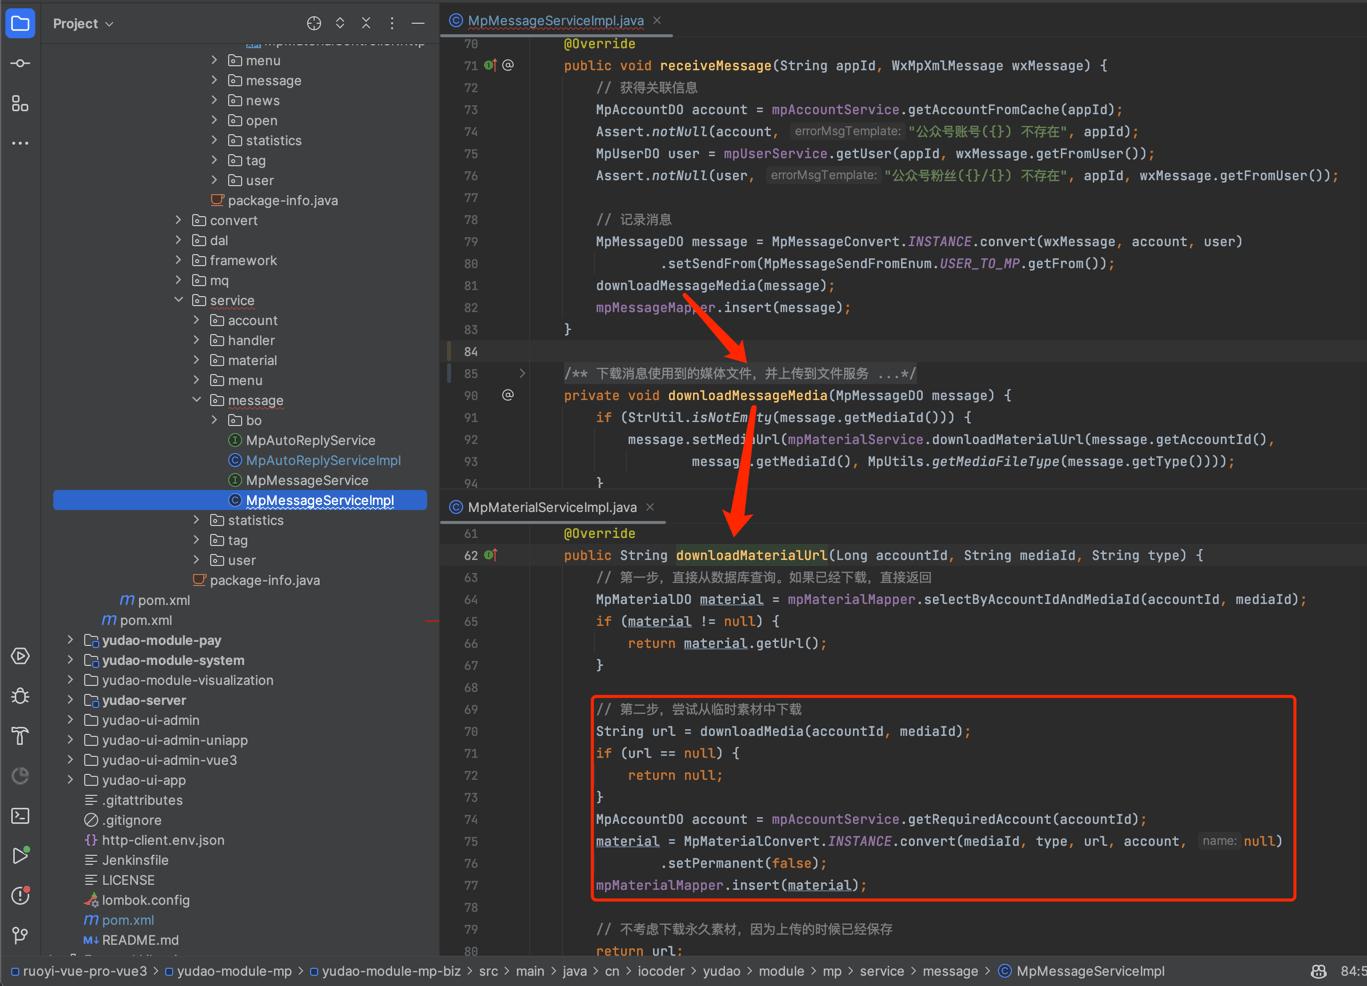 Project
menu
message
news
open
statistics
tag
user
package-info.java
convert
dal
framework
mq
service
account
handler
material
menu
message
bo
MpAutoReplyService
MpAutoReplyServiceImpl
MpMessageService
MpMessageServiceImpl
statistics
tag
user
package-info.java
pom.xml
pom.xml
yudao-module-pay
yudao-module-system
yudao-module-visualization
yudao-server
yudao-ui-admin
yudao-ui-admin-uniapp
yudao-ui-admin-vue3
yudao-ui-app
.gitattributes
.gitignore
http-client.env.json
Jenkinsfile
LICENSE
lombok.config
pom.xml
README.md
MpMessageServiceImpl.java
70 @Override
71 public void receiveMessage(String appId, WxMpXmlMessage wxMessage) {
72 // 获得关联信息
73 MpAccountDO account = mpAccountService.getAccountFromCache(appId);
74 Assert.notNull(account, errorMsgTemplate: "公众号账号({}) 不存在", appId);
75 MpUserDO user = mpUserService.getUser(appId, wxMessage.getFromUser());
76 Assert.notNull(user, errorMsgTemplate: "公众号粉丝({}/{}) 不存在", appId, wxMessage.getFromUser());
77
78 // 记录消息
79 MpMessageDO message = MpMessageConvert.INSTANCE.convert(wxMessage, account, user)
80 .setSendFrom(MpMessageSendFromEnum.USER_TO_MP.getFrom());
81 downloadMessageMedia(message);
82 mpMessageMapper.insert(message);
83 }
84
85 /** 下载消息使用到的媒体文件，并上传到文件服务 ...*/
90 private void downloadMessageMedia(MpMessageDO message) {
91 if (StrUtil.isNotEmpty(message.getMediaId())) {
92 message.setMediaUrl(mpMaterialService.downloadMaterialUrl(message.getAccountId(),
93 message.getMediaId(), MpUtils.getMediaFileType(message.getType())));
94 }
MpMaterialServiceImpl.java
61 @Override
62 public String downloadMaterialUrl(Long accountId, String mediaId, String type) {
63 // 第一步，直接从数据库查询。如果已经下载，直接返回
64 MpMaterialDO material = mpMaterialMapper.selectByAccountIdAndMediaId(accountId, mediaId);
65 if (material != null) {
66 return material.getUrl();
67 }
68
69 // 第二步，尝试从临时素材中下载
70 String url = downloadMedia(accountId, mediaId);
71 if (url == null) {
72 return null;
73 }
74 MpAccountDO account = mpAccountService.getRequiredAccount(accountId);
75 material = MpMaterialConvert.INSTANCE.convert(mediaId, type, url, account, name: null)
76 .setPermanent(false);
77 mpMaterialMapper.insert(material);
78
79 // 不考虑下载永久素材，因为上传的时候已经保存
80 return url;
ruoyi-vue-pro-vue3 > yudao-module-mp > yudao-module-mp-biz > src > main > java > cn > iocoder > yudao > module > mp > service > message > MpMessageServiceImpl